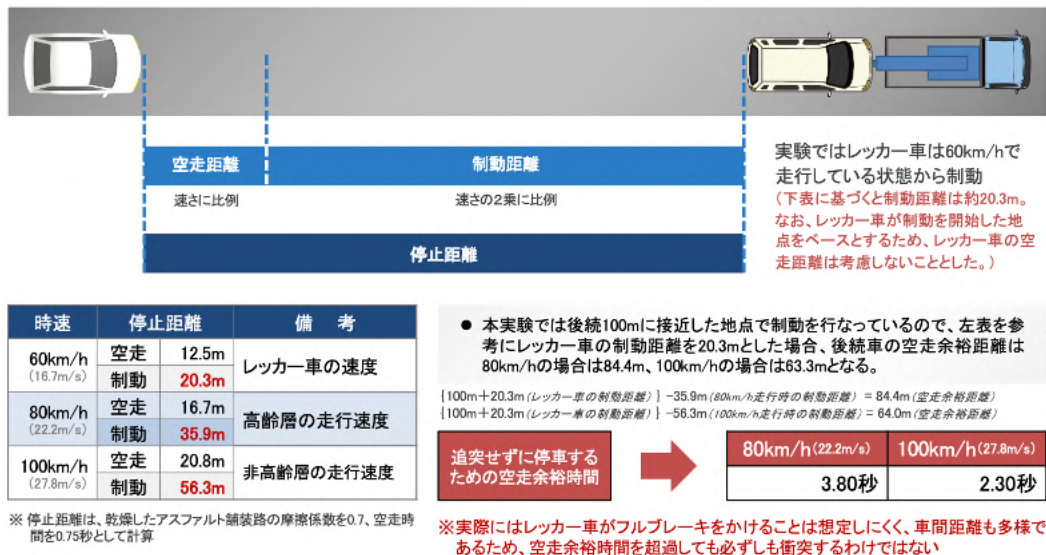 空走距離
制動距離
速さに比例
速さの2乗に比例
停止距離
実験ではレッカー車は60km/hで
走行している状態から制動
(下表に基づくと制動距離は約20.3m。
なお、レッカー車が制動を開始した地
点をベースとするため、レッカー車の空
走距離は考慮しないこととした。)
時速 停止距離 備 考
60km/h
(16.7m/s)
空走 12.5m
制動 20.3m
レッカー車の速度
80km/h
(22.2m/s)
空走 16.7m
制動 35.9m
高齢層の走行速度
100km/h
(27.8m/s)
空走 20.8m
制動 56.3m
非高齢層の走行速度
※ 停止距離は、乾燥したアスファルト舗装路の摩擦係数を0.7、空走時
間を0.75秒として計算
● 本実験では後続100mに接近した地点で制動を行なっているので、左表を参
考にレッカー車の制動距離を20.3mとした場合、後続車の空走余裕距離は
80km/hの場合は84.4m、100km/hの場合は63.3mとなる。
{100m＋20.3m(レッカー車の制動距離)} －35.9m(80km/h走行時の制動距離) = 84.4m(空走余裕距離)
{100m＋20.3m(レッカー車の制動距離)} －56.3m(100km/h走行時の制動距離) = 64.0m(空走余裕距離)
追突せずに停車する
ための空走余裕時間
80km/h(22.2m/s) 100km/h(27.8m/s)
3.80秒 2.30秒
※実際にはレッカー車がフルブレーキをかけることは想定しにくく、車間距離も多様で
あるため、空走余裕時間を超過しても必ずしも衝突するわけではない